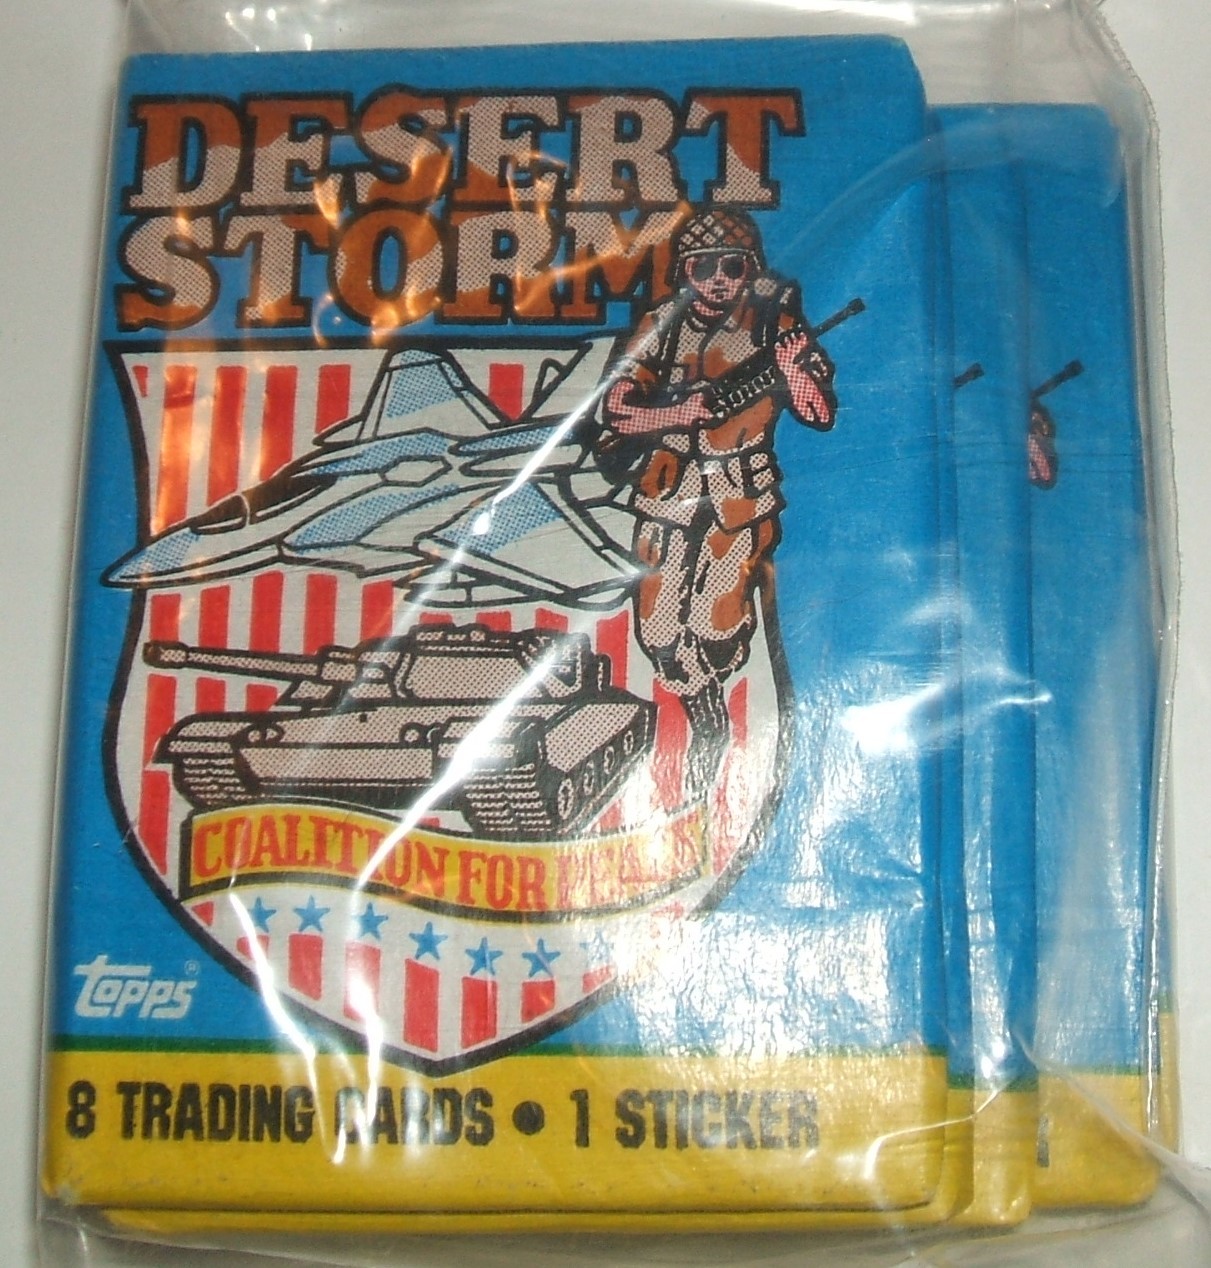 DESERT
STORM
COALITION FOR PEACE
TOPPS®
8 TRADING CARDS • 1 STICKER